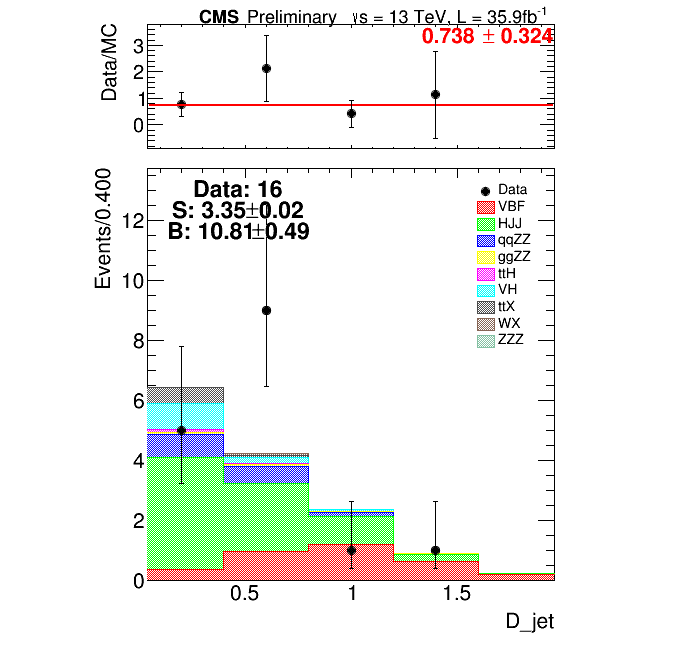 CMS Preliminary √s = 13 TeV, L = 35.9fb-1
0.738 ± 0.324
Data/MC
3
2
1
0
Events/0.400
Data: 16
S: 3.35±0.02
B: 10.81±0.49
Data
VBF
HJJ
qqZZ
ggZZ
ttH
VH
ttX
WX
ZZZ
12
10
8
6
4
2
0
0.5 1 1.5
D_jet